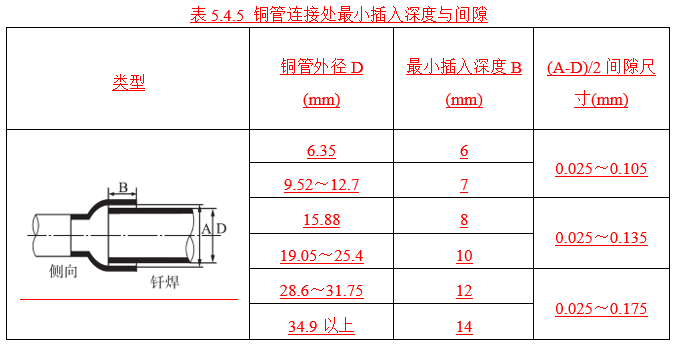 表 5.4.5 铜管连接处最小插入深度与间隙
类型
铜管外径 D
(mm)
最小插入深度 B
(mm)
(A-D)/2 间隙尺
寸(mm)
B
A
D
侧向
钎焊
6.35
6
0.025～0.105
9.52～12.7
7
15.88
8
0.025～0.135
19.05～25.4
10
28.6～31.75
12
0.025～0.175
34.9 以上
14